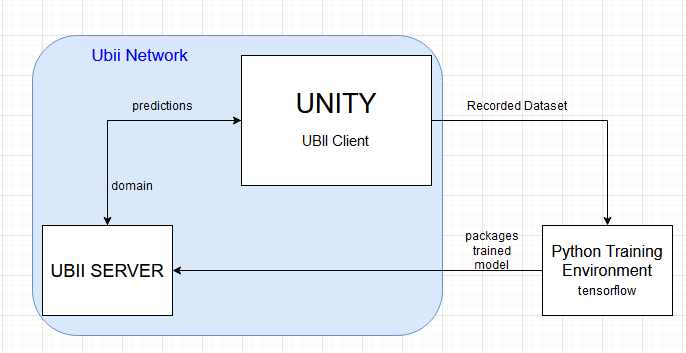 Ubii Network
UNITY
UBII Client
predictions
Recorded Dataset
domain
UBII SERVER
packages
trained
model
Python Training
Environment
tensorflow